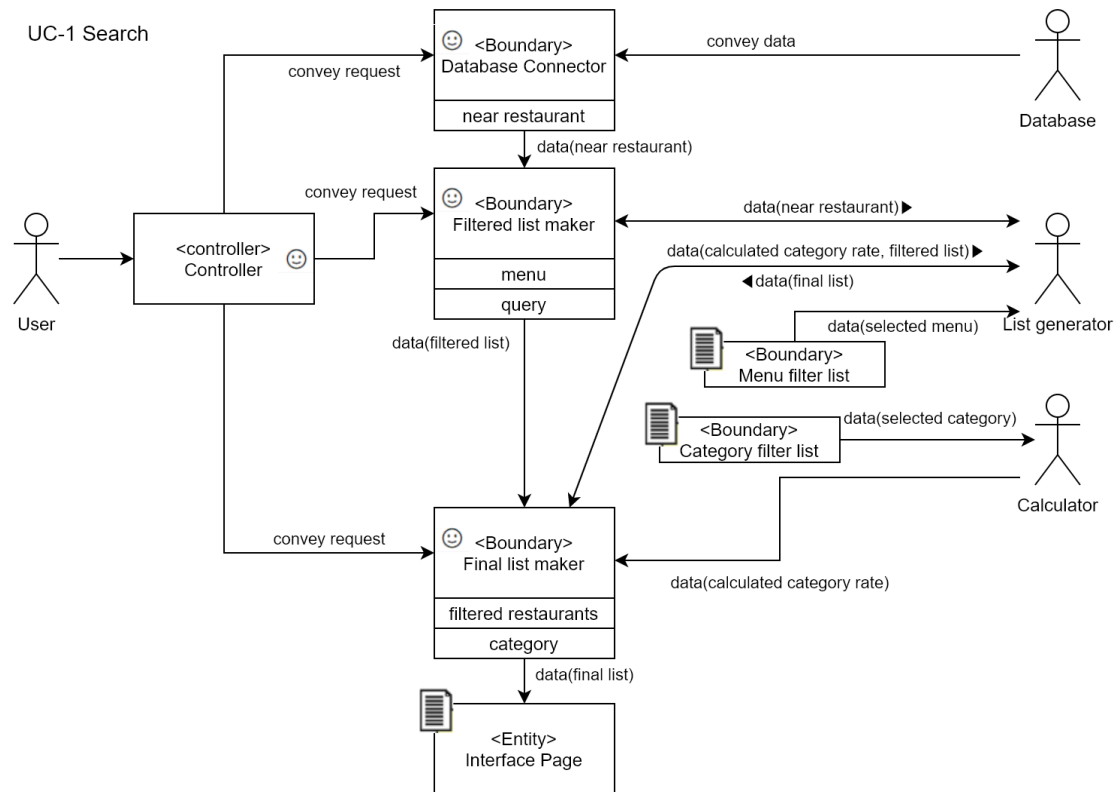 UC-1 Search
<Boundary>
Database Connector
near restaurant
convey data
Database
convey request
data(near restaurant)
convey request
<Boundary>
Filtered list maker
menu
query
data(near restaurant)▶
data(calculated category rate, filtered list)▶
◀data(final list)
List generator
<controller>
Controller
User
data(filtered list)
data(selected menu)
<Boundary>
Menu filter list
<Boundary>
Category filter list
data(selected category)
Calculator
convey request
<Boundary>
Final list maker
filtered restaurants
category
data(calculated category rate)
data(final list)
<Entity>
Interface Page